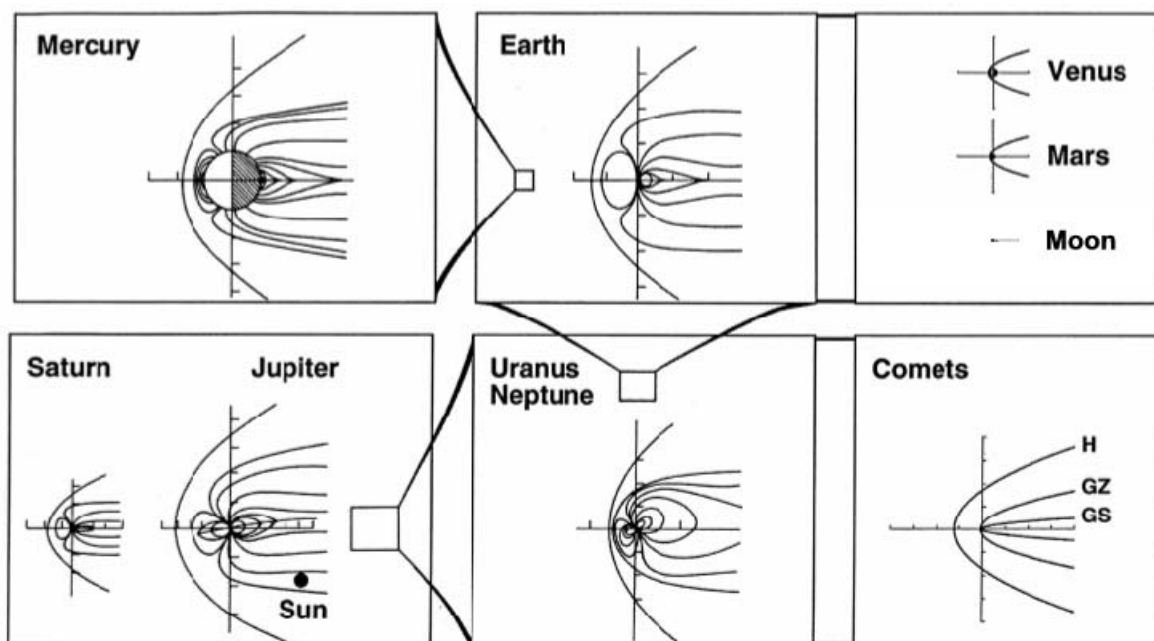 Mercury
Earth
Venus
Mars
Moon
Saturn
Jupiter
Sun
Uranus
Neptune
Comets
H
GZ
GS